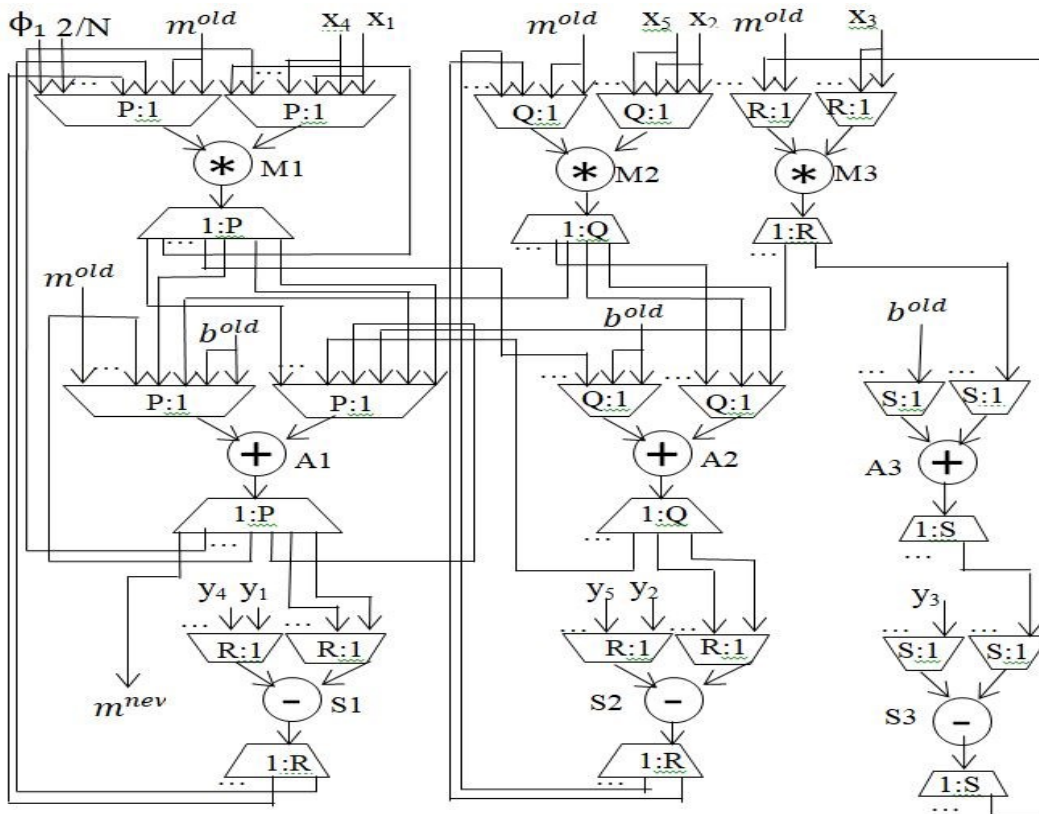 ϕ₁ 2/N m^old x₄ x₁ m^old x₅ x₂ m^old x₃
... ... ... ... ... ...
P:1 P:1 Q:1 Q:1 R:1 R:1
* M1 * M2 * M3
1:P 1:Q 1:R
... ... ...
m^old b^old b^old b^old
... ... ... ... ... ...
P:1 P:1 Q:1 Q:1 S:1 S:1
+ A1 + A2 A3 +
1:P 1:Q 1:S
... ... ...
y₄ y₁ y₅ y₂ y₃
... ... ... ... ... ...
R:1 R:1 R:1 R:1 S:1 S:1
m^nev - S1 S2 - S3 -
1:R 1:R 1:S
... ... ...